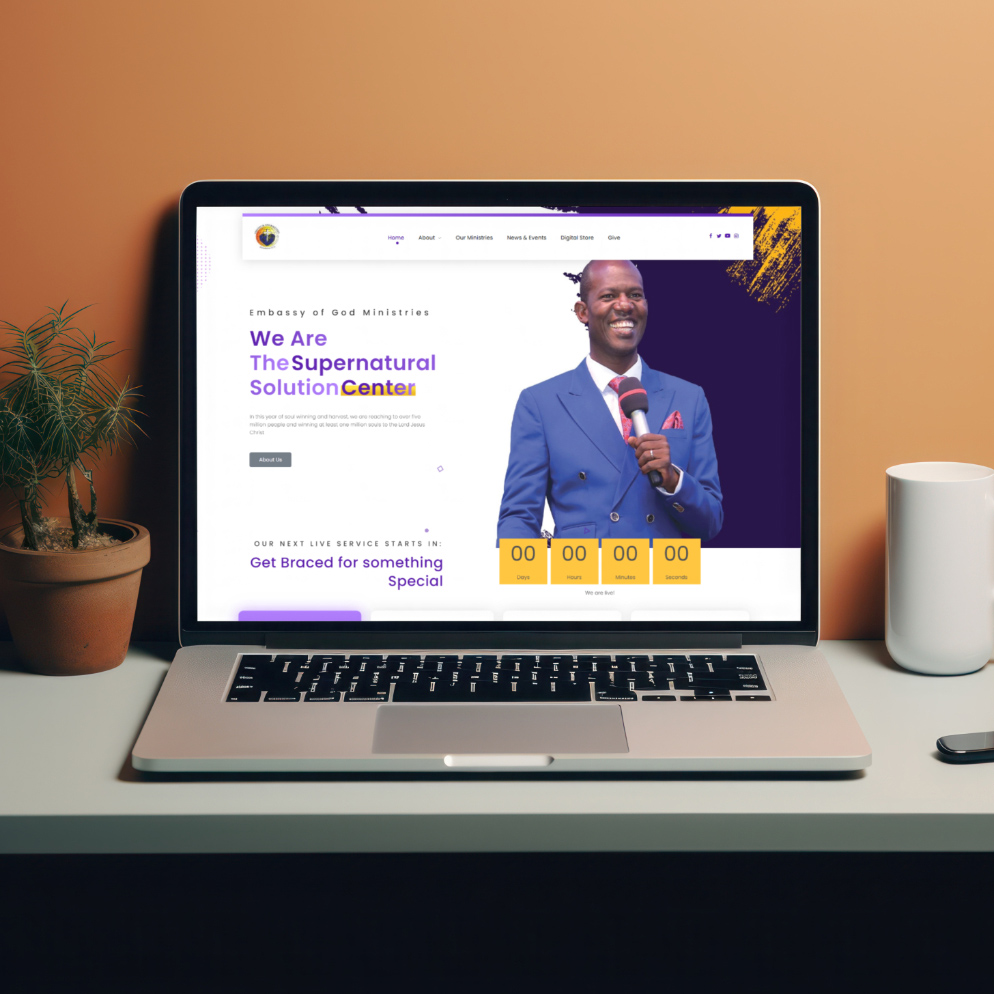 Home About Our Ministries News & Events Digital Store Give
Embassy of God Ministries
We Are
The Supernatural
Solution Center
In this year of soul winning and harvest, we are reaching to over five
million people and winning at least one million souls to the Lord Jesus
Christ
About Us
OUR NEXT LIVE SERVICE STARTS IN:
Get Braced for something
Special
00 00 00 00
Days Hours Minutes Seconds
We are live!